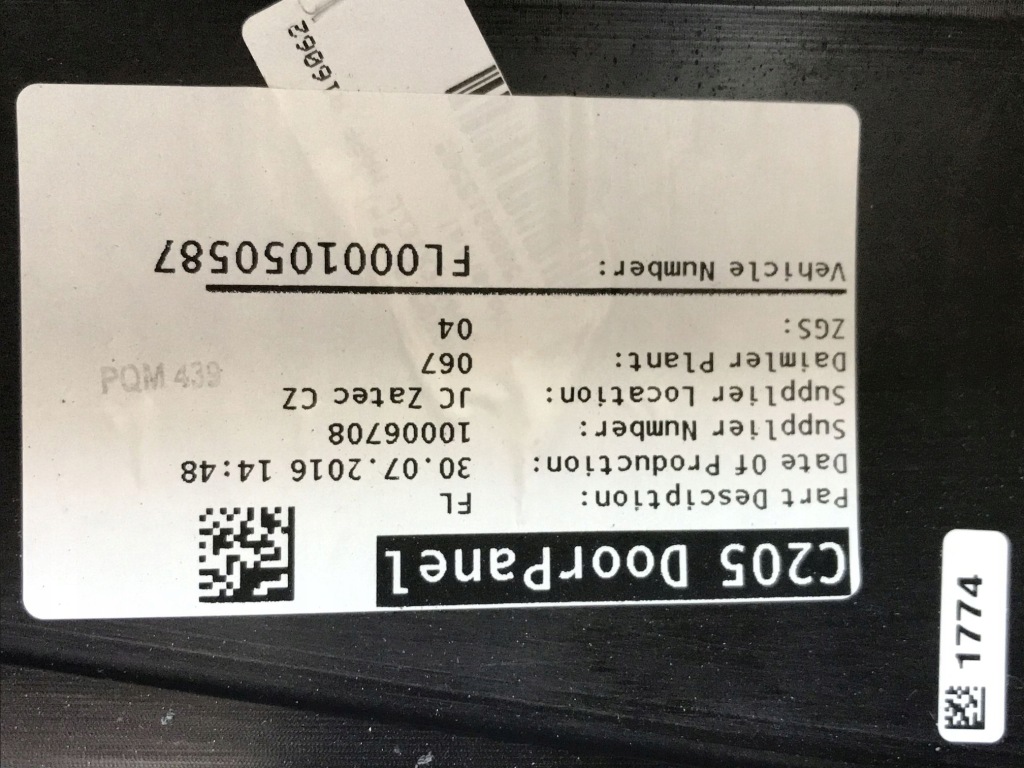 C205 DoorPanel
Part Desciption: FL
Date Of Production: 30.07.2016 14:48
Supplier Number: 10006708
Supplier Location: JC Zatec CZ
Daimler Plant: 067
ZGS: 04
Vehicle Number: FL0001050587
PQM 439
1774